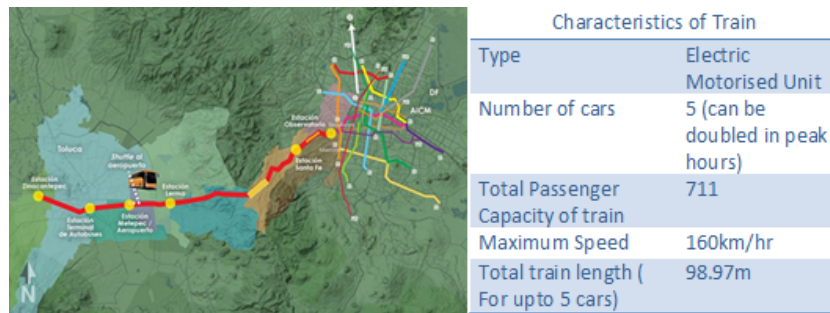 Toluca
Shuttle al
aeropuerto
Estación
Zinacantepec
Estación
Terminal
de Autobuses
Estación
Metepec /
Aeropuerto
Estación
Lerma
Estación
Observatorio
Estación
Santa Fe
DF
AICM
N
Characteristics of Train
Type
Electric
Motorised Unit
Number of cars
5 (can be
doubled in peak
hours)
Total Passenger
Capacity of train
711
Maximum Speed
160km/hr
Total train length (
For upto 5 cars)
98.97m